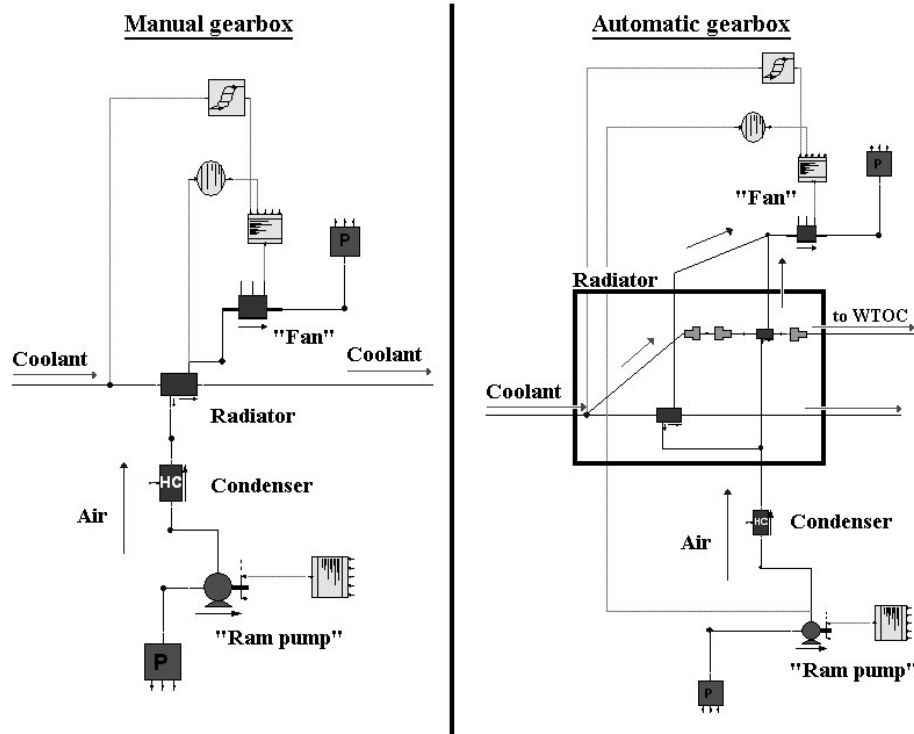 Manual gearbox
P
"Fan"
Coolant
Coolant
Radiator
HC
Condenser
Air
"Ram pump"
P
Automatic gearbox
P
"Fan"
Radiator
to WTOC
Coolant
HC
Condenser
Air
"Ram pump"
P